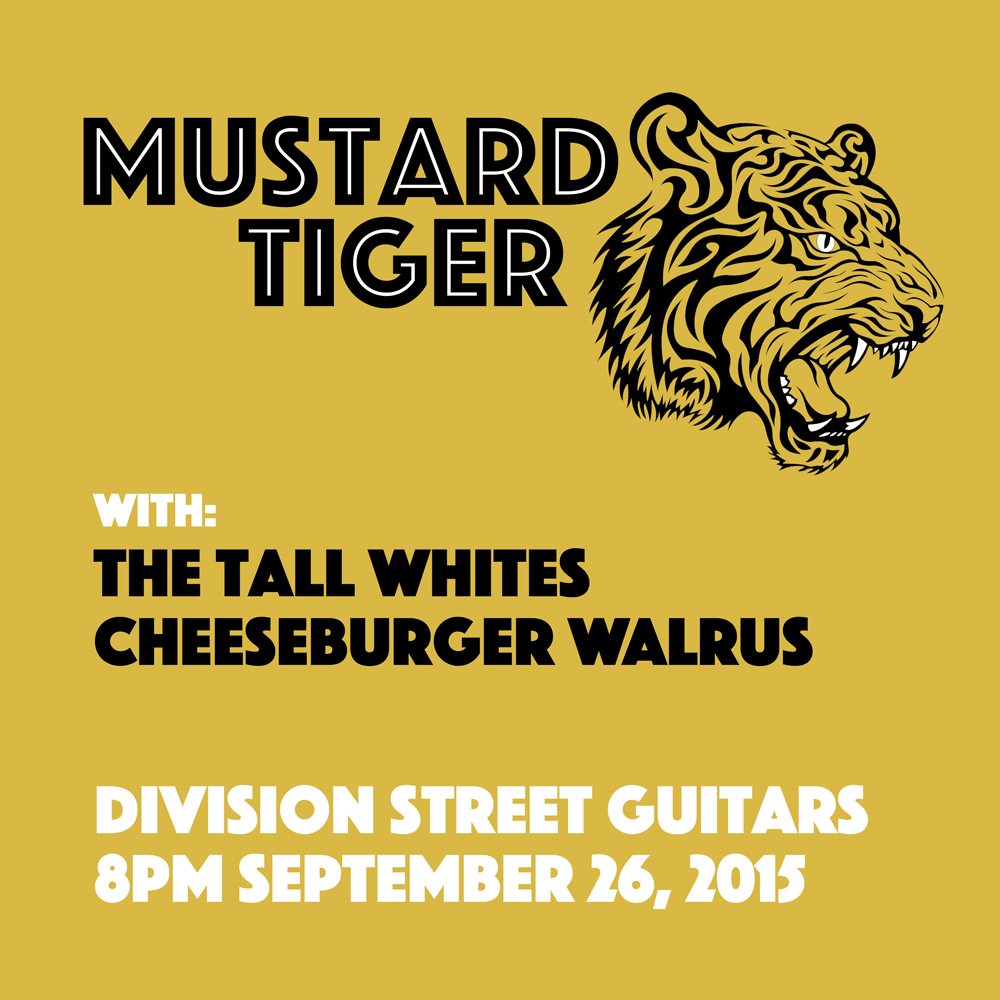 MUSTARD
TIGER
WITH:
THE TALL WHITES
CHEESEBURGER WALRUS
DIVISION STREET GUITARS
8PM SEPTEMBER 26, 2015